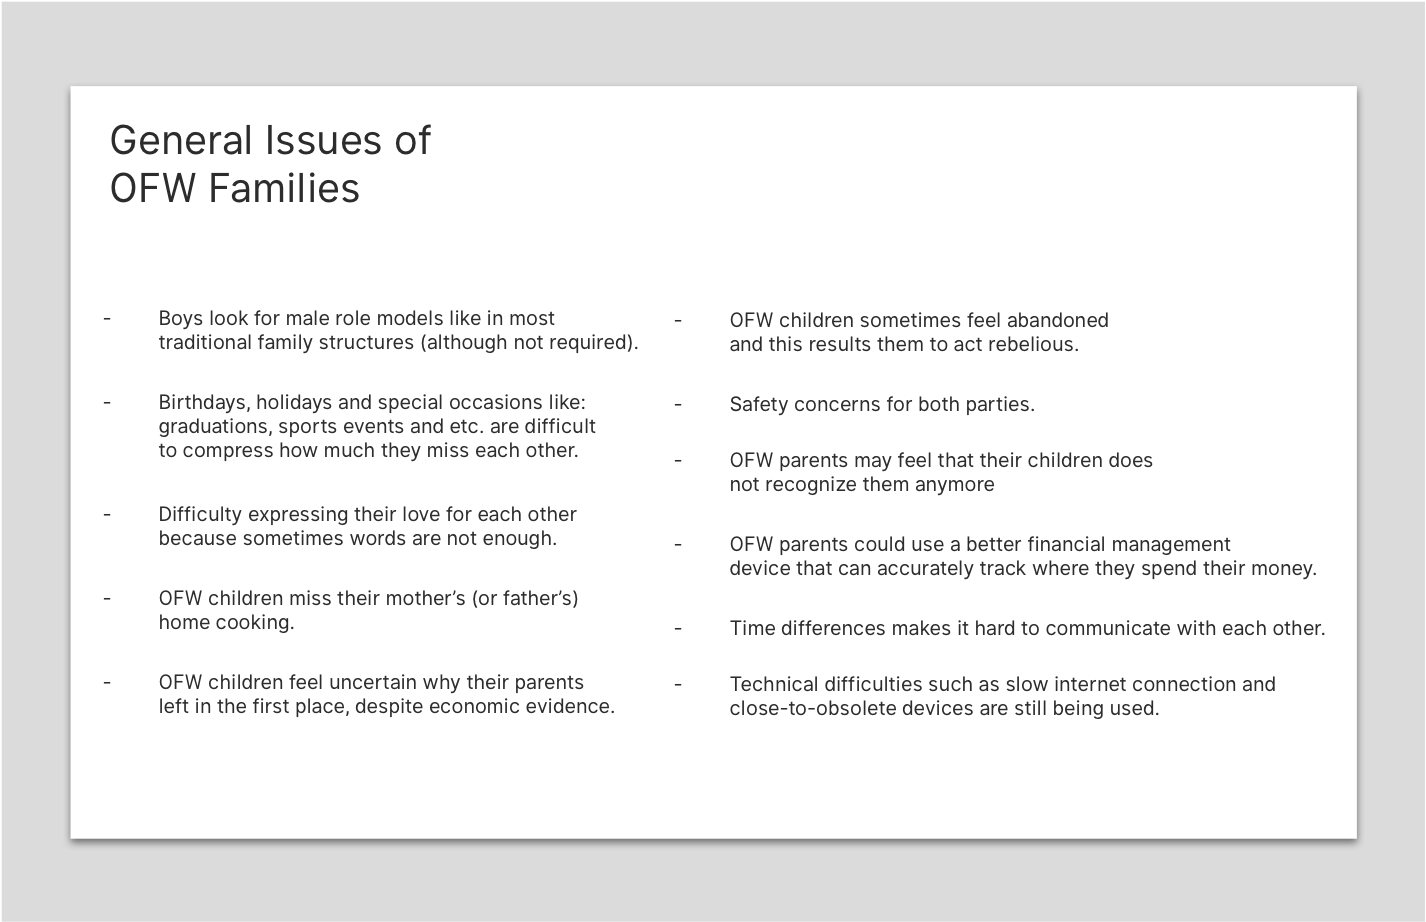 General Issues of
OFW Families
- Boys look for male role models like in most
traditional family structures (although not required).
- Birthdays, holidays and special occasions like:
graduations, sports events and etc. are difficult
to compress how much they miss each other.
- Difficulty expressing their love for each other
because sometimes words are not enough.
- OFW children miss their mother’s (or father’s)
home cooking.
- OFW children feel uncertain why their parents
left in the first place, despite economic evidence.
- OFW children sometimes feel abandoned
and this results them to act rebelious.
- Safety concerns for both parties.
- OFW parents may feel that their children does
not recognize them anymore
- OFW parents could use a better financial management
device that can accurately track where they spend their money.
- Time differences makes it hard to communicate with each other.
- Technical difficulties such as slow internet connection and
close-to-obsolete devices are still being used.